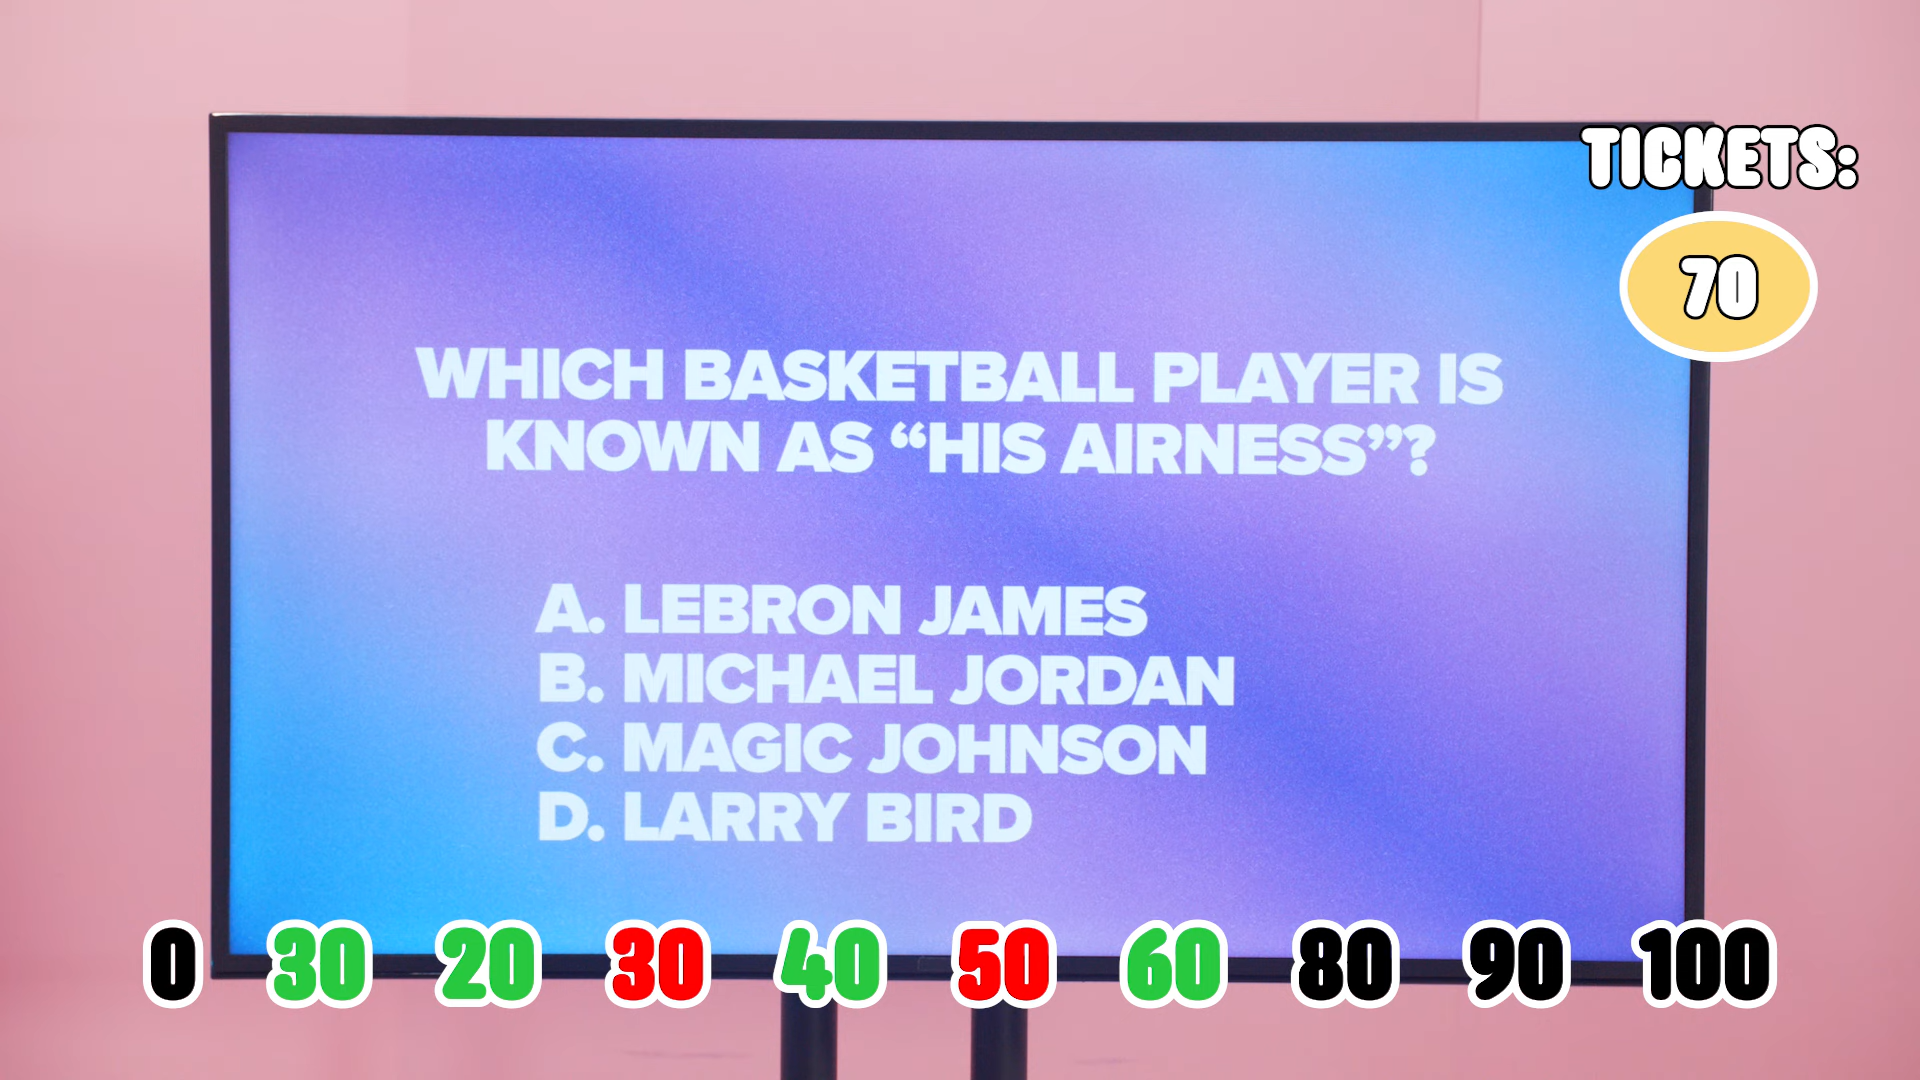 TICKETS:
70
WHICH BASKETBALL PLAYER IS
KNOWN AS “HIS AIRNESS”?
A. LEBRON JAMES
B. MICHAEL JORDAN
C. MAGIC JOHNSON
D. LARRY BIRD
0 30 20 30 40 50 60 80 90 100